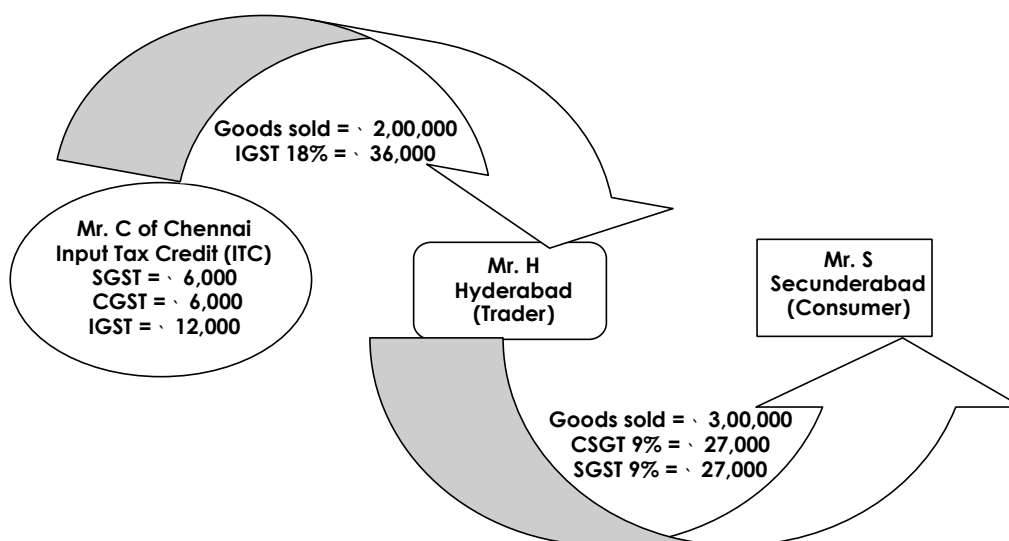 Goods sold = ` 2,00,000
IGST 18% = ` 36,000
Mr. C of Chennai
Input Tax Credit (ITC)
SGST = ` 6,000
CGST = ` 6,000
IGST = ` 12,000
Mr. H
Hyderabad
(Trader)
Mr. S
Secunderabad
(Consumer)
Goods sold = ` 3,00,000
CSGT 9% = ` 27,000
SGST 9% = ` 27,000